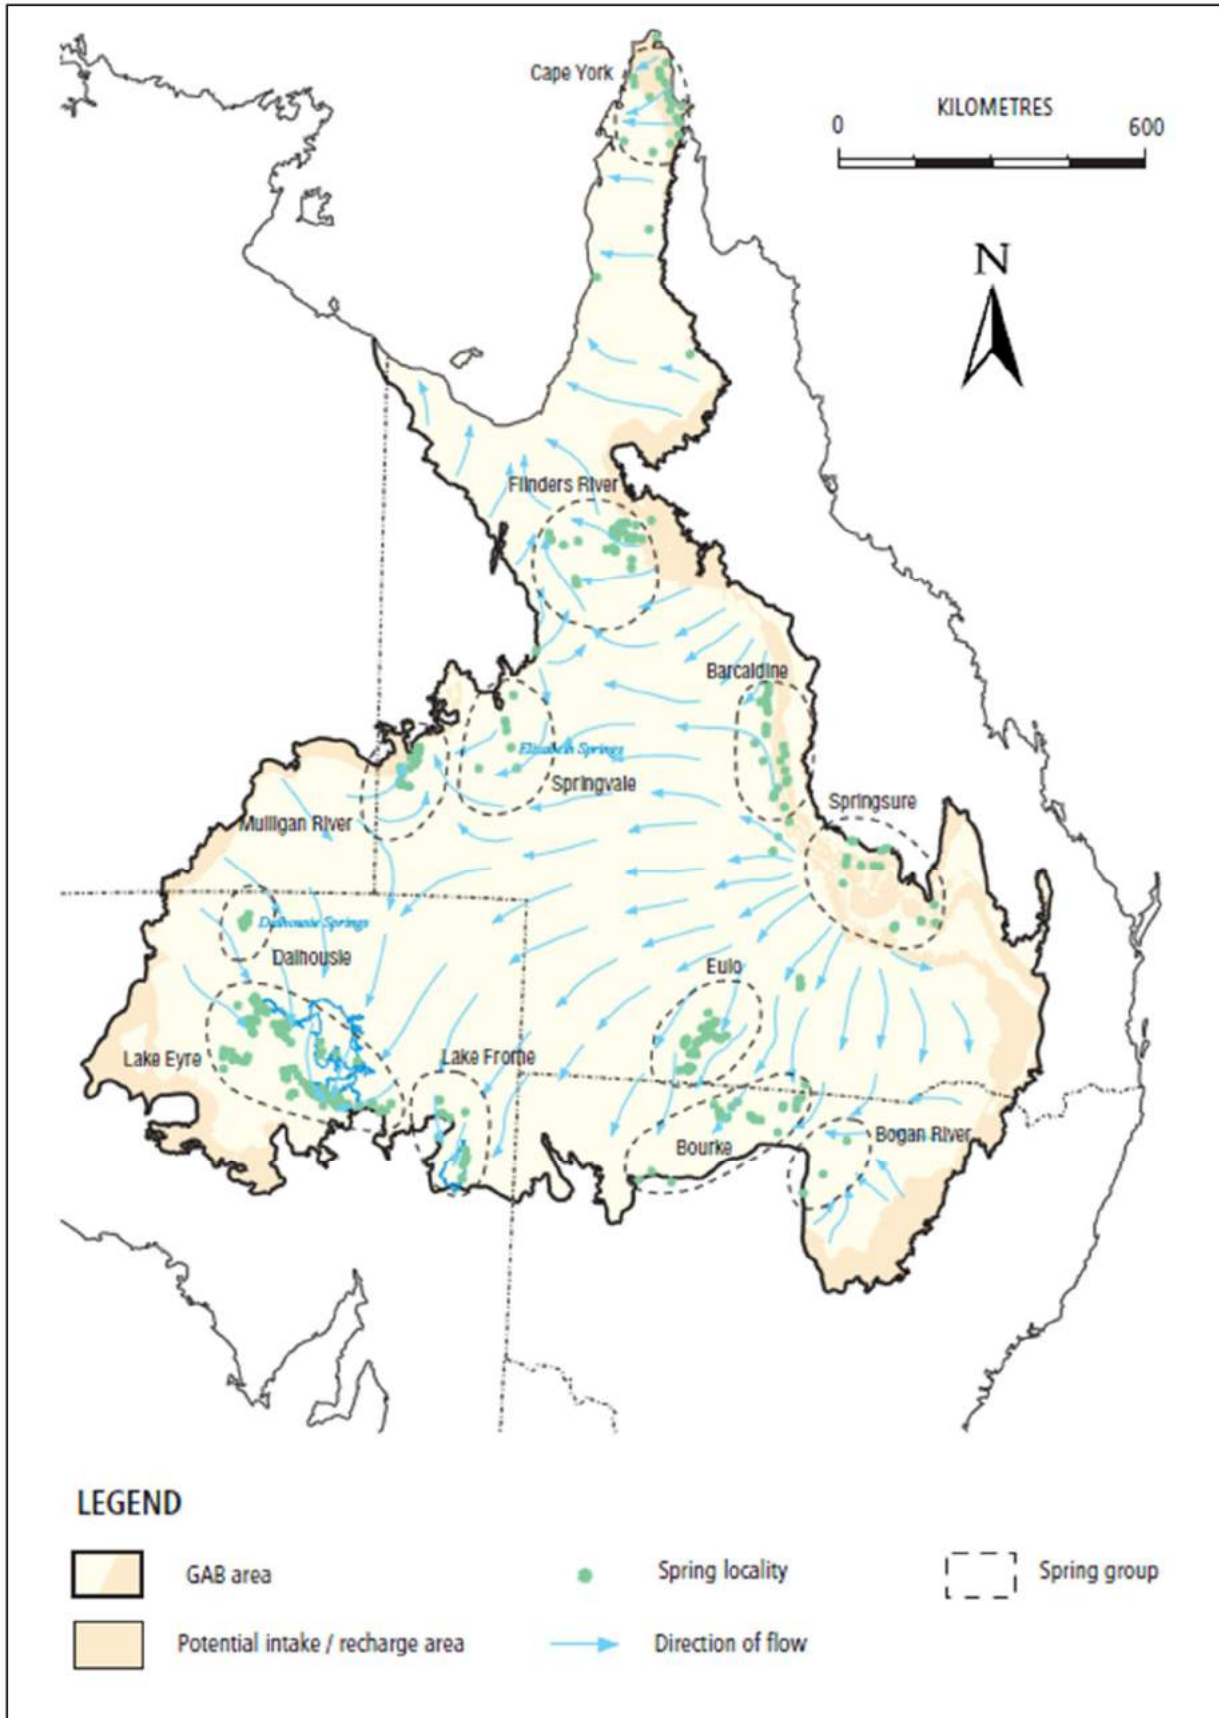 Cape York
KILOMETRES
0 600
N
Flinders River
Barcaldine
Elizabeth Springs
Springvale
Springsure
Mulligan River
Dalhousie Springs
Dalhousie
Eulo
Lake Eyre
Lake Frome
Bourke
Bogan River
LEGEND
GAB area
Spring locality
Spring group
Potential intake / recharge area
Direction of flow